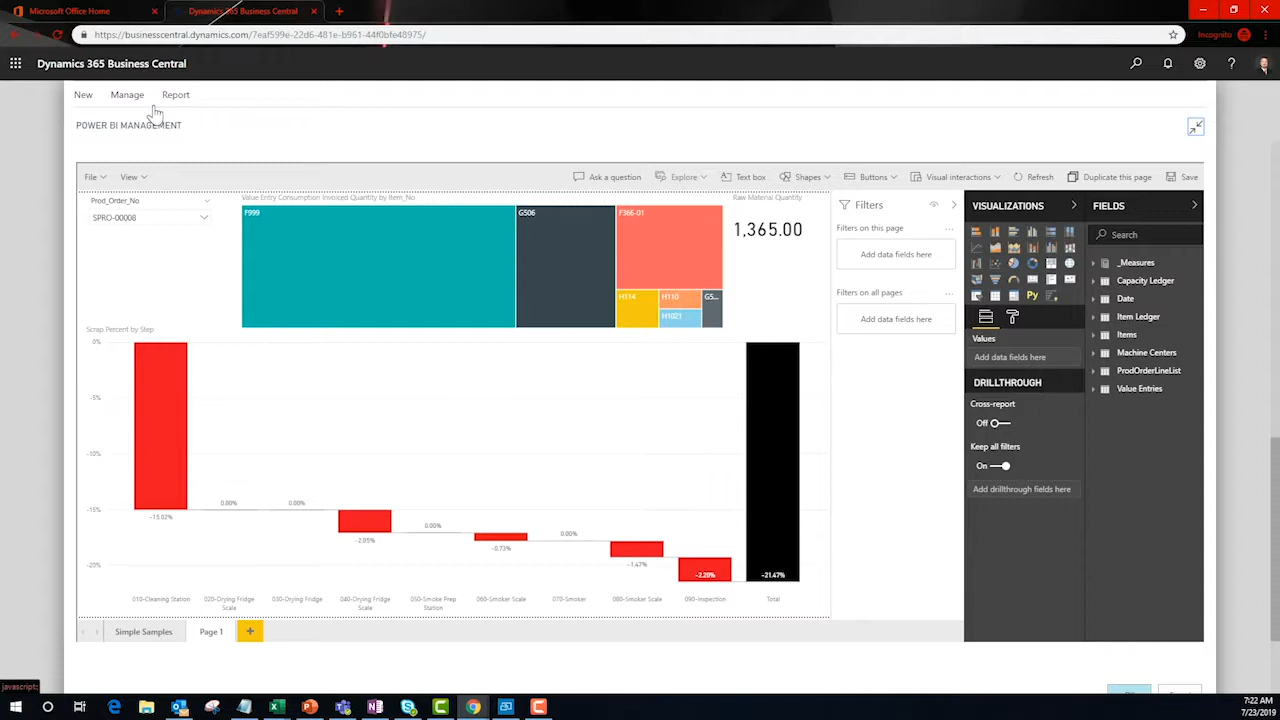 Microsoft Office Home
Dynamics 365 Business Central
https://businesscentral.dynamics.com/7eaf599e-22d6-481e-b961-44f0bfe48975/
Incognito
Dynamics 365 Business Central
New Manage Report
POWER BI MANAGEMENT
File View Ask a question Explore Text box Shapes Buttons Visual interactions Refresh Duplicate this page Save
Prod_Order_No
SPRO-00008
Value Entry Consumption Invoiced Quantity by Item_No
F999
G506
F366-01
H114
H110
G5...
H1021
Raw Material Quantity
1,365.00
Scrap Percent by Step
0%
-5%
-10%
-15%
-20%
-15.02%
0.00%
0.00%
-2.05%
0.00%
-0.73%
0.00%
-1.47%
-2.20%
-21.47%
010-Cleaning Station
020-Drying Fridge Scale
030-Drying Fridge
040-Drying Fridge Scale
050-Smoke Prep Station
060-Smoker Scale
070-Smoker
080-Smoker Scale
090-Inspection
Total
Simple Samples
Page 1
Filters
Filters on this page
Add data fields here
Filters on all pages
Add data fields here
VISUALIZATIONS
Py
Values
Add data fields here
DRILLTHROUGH
Cross-report
Off
Keep all filters
On
Add drillthrough fields here
FIELDS
Search
_Measures
Capacity Ledger
Date
Item Ledger
Items
Machine Centers
ProdOrderLineList
Value Entries
javascript:;
7:22 AM
7/23/2019